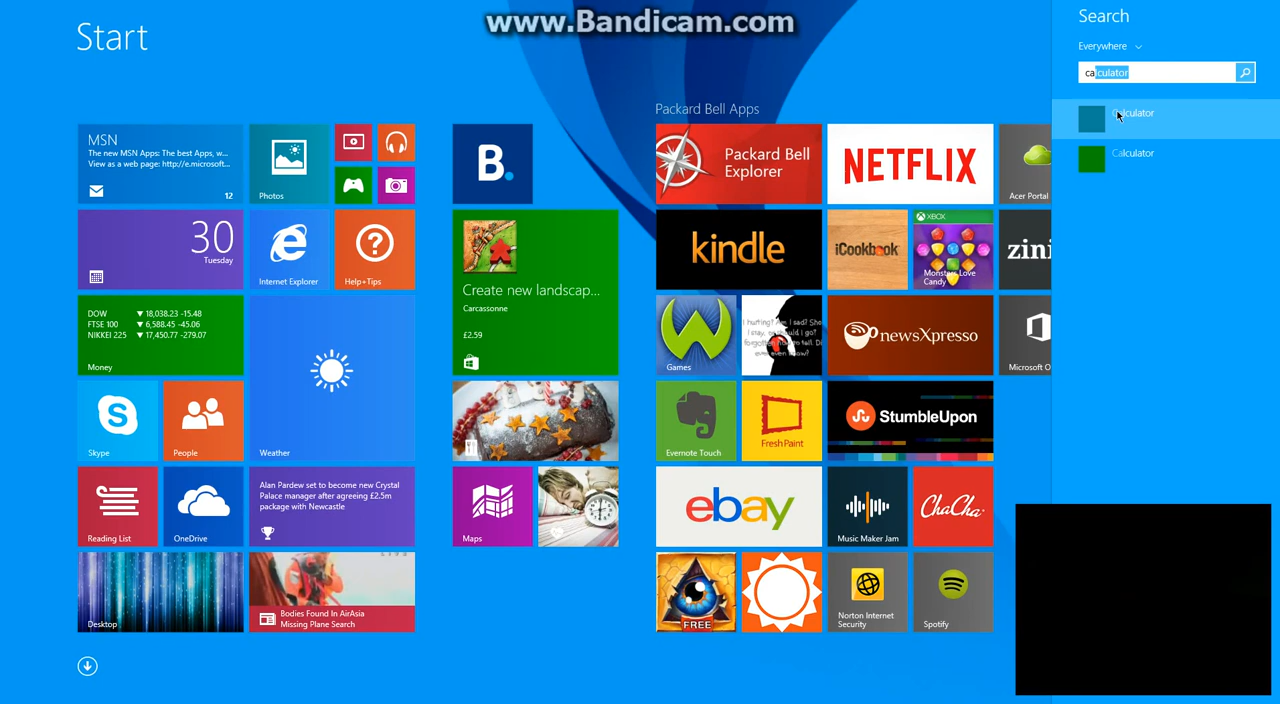 www.Bandicam.com
Start
Search
Everywhere
calculator
Calculator
Calculator
MSN
The new MSN Apps: The best Apps, w...
View as a web page: http://e.microsoft...
12
Photos
30
Tuesday
Internet Explorer
Help+Tips
DOW ▼ 18,038.23 -15.48
FTSE 100 ▼ 6,588.45 -45.06
NIKKEI 225 ▼ 17,450.77 -279.07
Money
Weather
Skype
People
Reading List
OneDrive
Alan Pardew set to become new Crystal
Palace manager after agreeing £2.5m
package with Newcastle
Desktop
Bodies Found In AirAsia
Missing Plane Search
B.
Create new landscap...
Carcassonne
£2.59
Maps
Packard Bell Apps
Packard Bell
Explorer
NETFLIX
Acer Portal
kindle
iCookbook
XBOX
Monsters Love
Candy
zini
Games
newsXpresso
Microsoft O
Evernote Touch
Fresh Paint
StumbleUpon
ebay
Music Maker Jam
ChaCha
FREE
Norton Internet
Security
Spotify